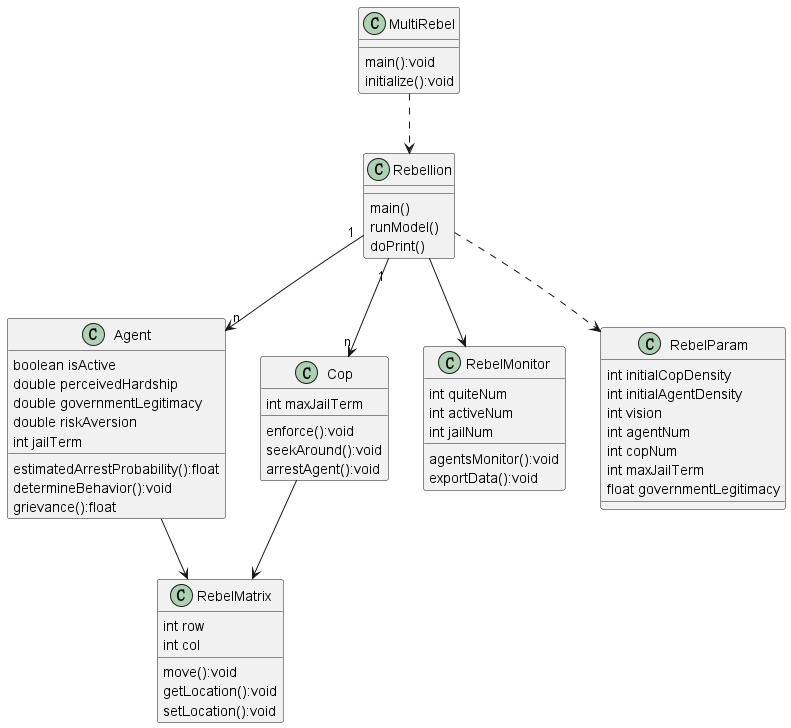 C MultiRebel
main():void
initialize():void
C Rebellion
main()
runModel()
doPrint()
1
1
n
n
C Agent
boolean isActive
double perceivedHardship
double governmentLegitimacy
double riskAversion
int jailTerm
estimatedArrestProbability():float
determineBehavior():void
grievance():float
C Cop
int maxJailTerm
enforce():void
seekAround():void
arrestAgent():void
C RebelMonitor
int quiteNum
int activeNum
int jailNum
agentsMonitor():void
exportData():void
C RebelParam
int initialCopDensity
int initialAgentDensity
int vision
int agentNum
int copNum
int maxJailTerm
float governmentLegitimacy
C RebelMatrix
int row
int col
move():void
getLocation():void
setLocation():void